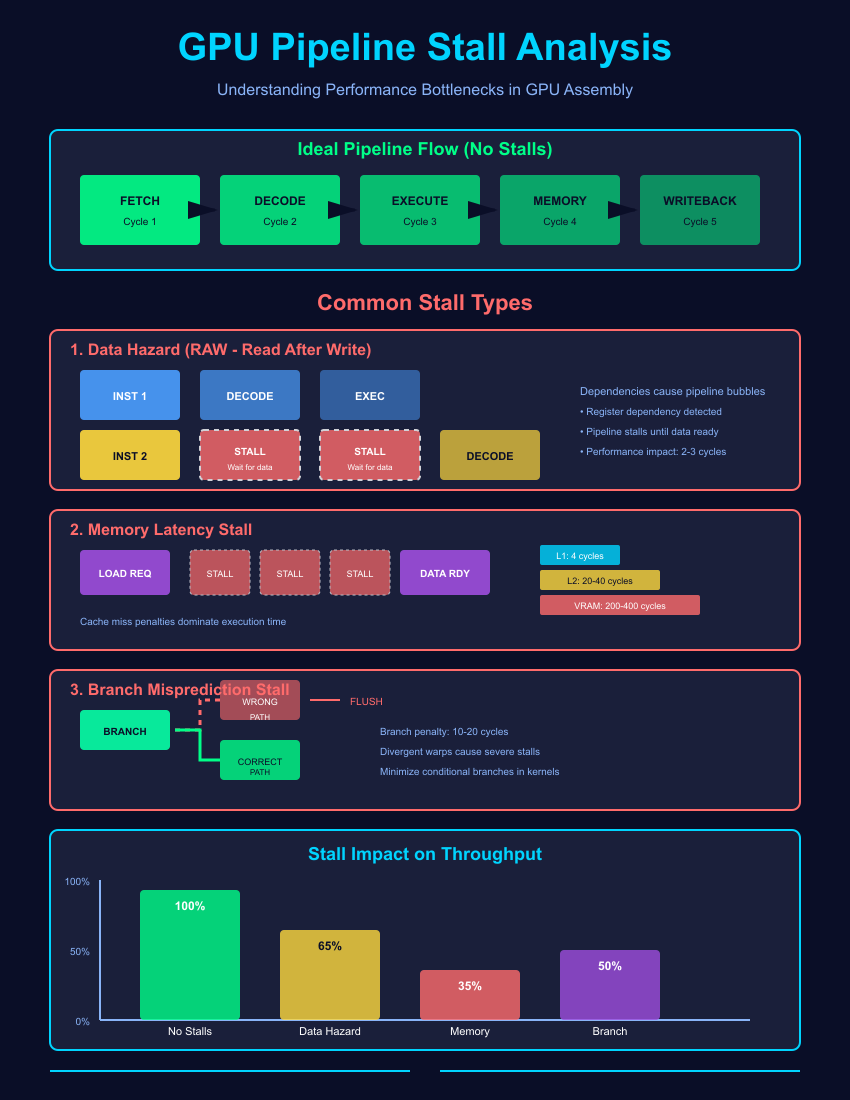 GPU Pipeline Stall Analysis
Understanding Performance Bottlenecks in GPU Assembly
Ideal Pipeline Flow (No Stalls)
FETCH
Cycle 1
DECODE
Cycle 2
EXECUTE
Cycle 3
MEMORY
Cycle 4
WRITEBACK
Cycle 5
Common Stall Types
1. Data Hazard (RAW - Read After Write)
INST 1
DECODE
EXEC
INST 2
STALL
Wait for data
STALL
Wait for data
DECODE
Dependencies cause pipeline bubbles
• Register dependency detected
• Pipeline stalls until data ready
• Performance impact: 2-3 cycles
2. Memory Latency Stall
LOAD REQ
STALL
STALL
STALL
DATA RDY
L1: 4 cycles
L2: 20-40 cycles
VRAM: 200-400 cycles
Cache miss penalties dominate execution time
3. Branch Misprediction Stall
BRANCH
WRONG
PATH
FLUSH
CORRECT
PATH
Branch penalty: 10-20 cycles
Divergent warps cause severe stalls
Minimize conditional branches in kernels
Stall Impact on Throughput
100%
50%
0%
100%
65%
35%
50%
No Stalls
Data Hazard
Memory
Branch